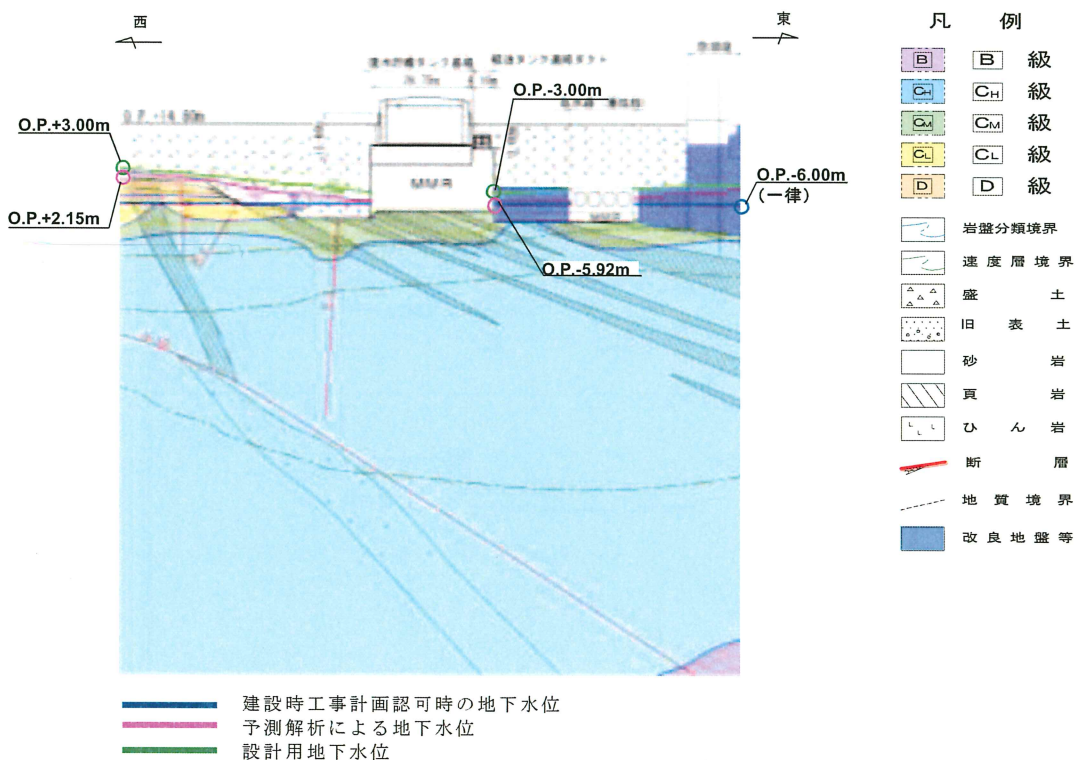 西
東
O.P.-3.00m
O.P.+3.00m
O.P.+2.15m
MMR
O.P.-6.00m
(一律)
O.P.-5.92m
凡 例
B B 級
CH CH 級
CM CM 級
CL CL 級
D D 級
岩盤分類境界
速度層境界
盛土
旧表土
砂岩
頁岩
ひん岩
断層
地質境界
改良地盤等
建設時工事計画認可時の地下水位
予測解析による地下水位
設計用地下水位